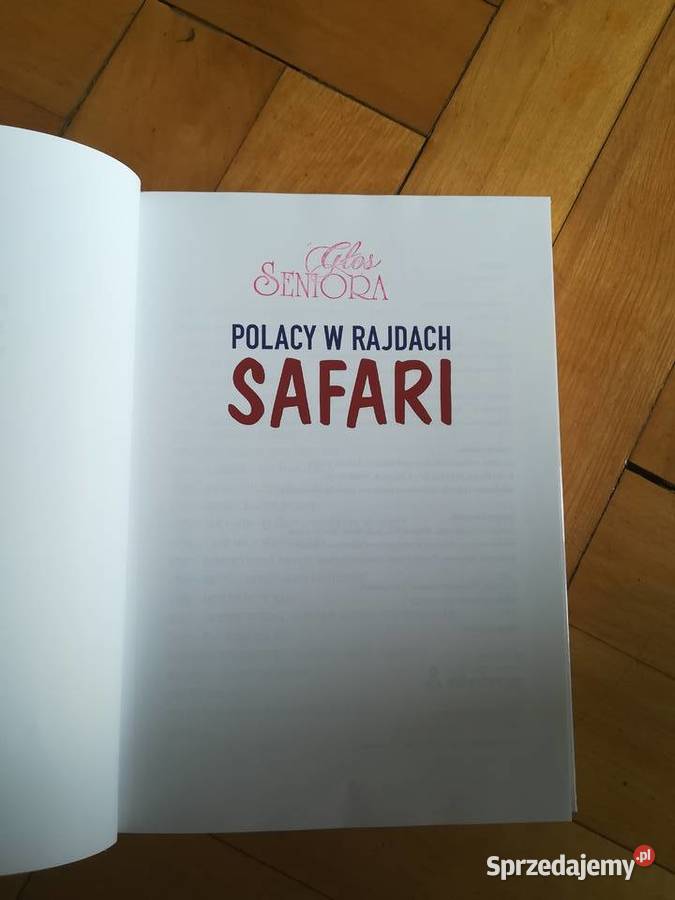 Głos
SENIORA
POLACY W RAJDACH
SAFARI
Sprzedajemy.pl